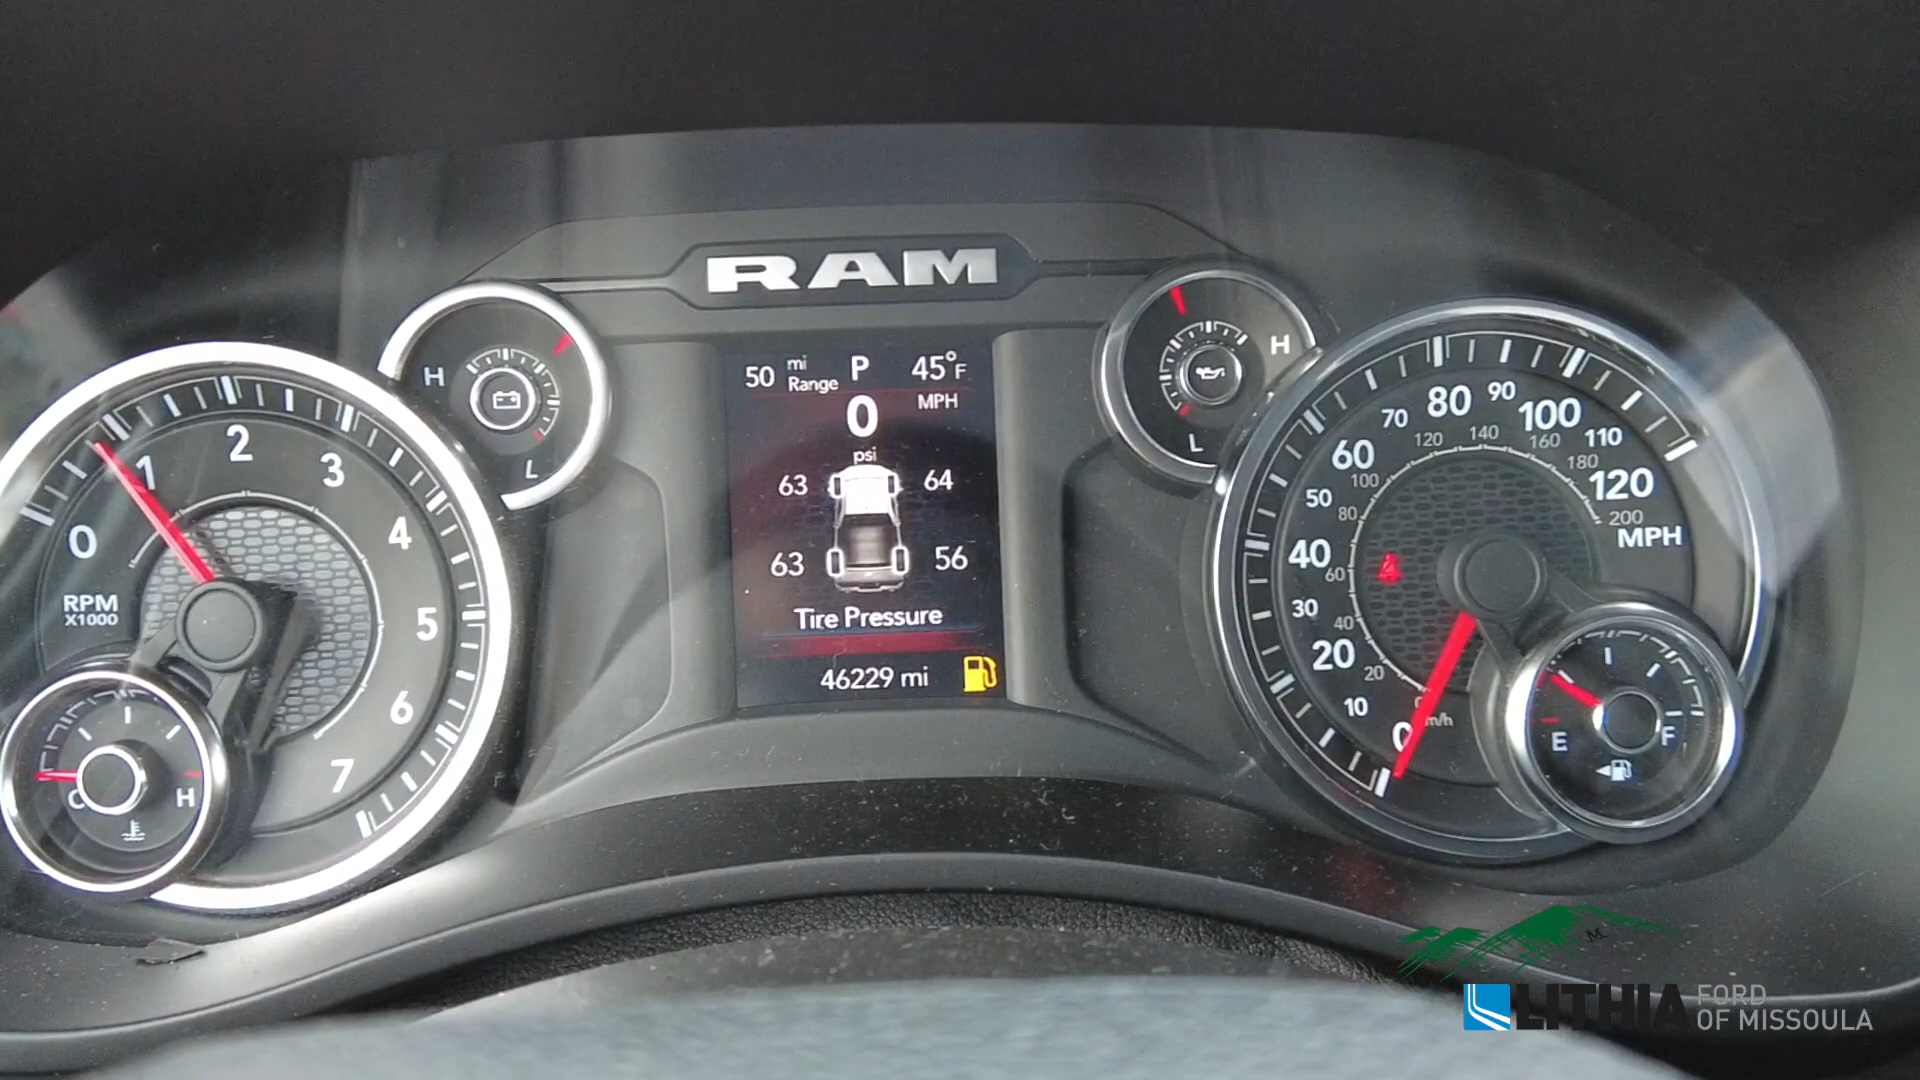 RAM
50 mi Range P 45°F
0 MPH
psi
63 64
63 56
Tire Pressure
46229 mi
H
L
0 1 2 3 4 5 6 7
RPM
X1000
C H
H
L
0 10 20 30 40 50 60 70 80 90 100 110 120
MPH
20 40 60 80 100 120 140 160 180 200
E F
LITHIA FORD
OF MISSOULA
M